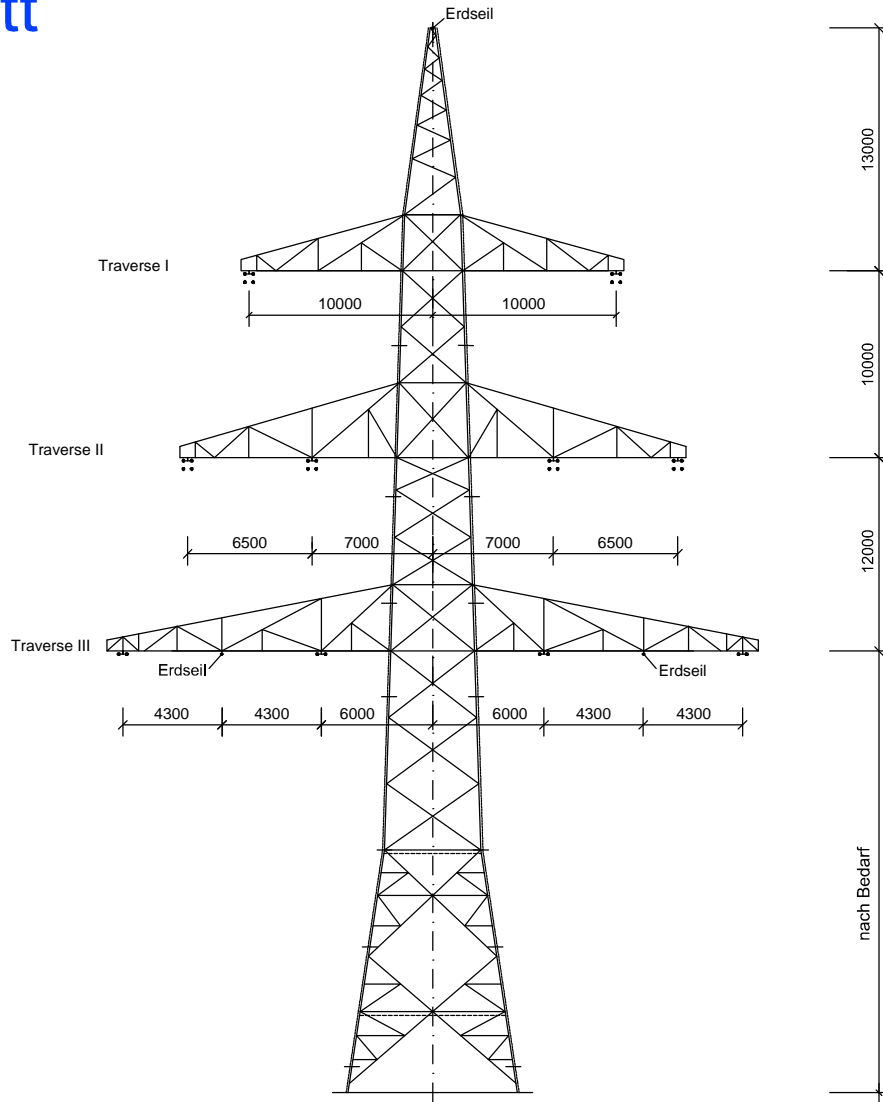 tt
Erdseil
13000
Traverse I
10000 10000
10000
Traverse II
6500 7000 7000 6500
12000
Traverse III
Erdseil Erdseil
4300 4300 6000 6000 4300 4300
nach Bedarf